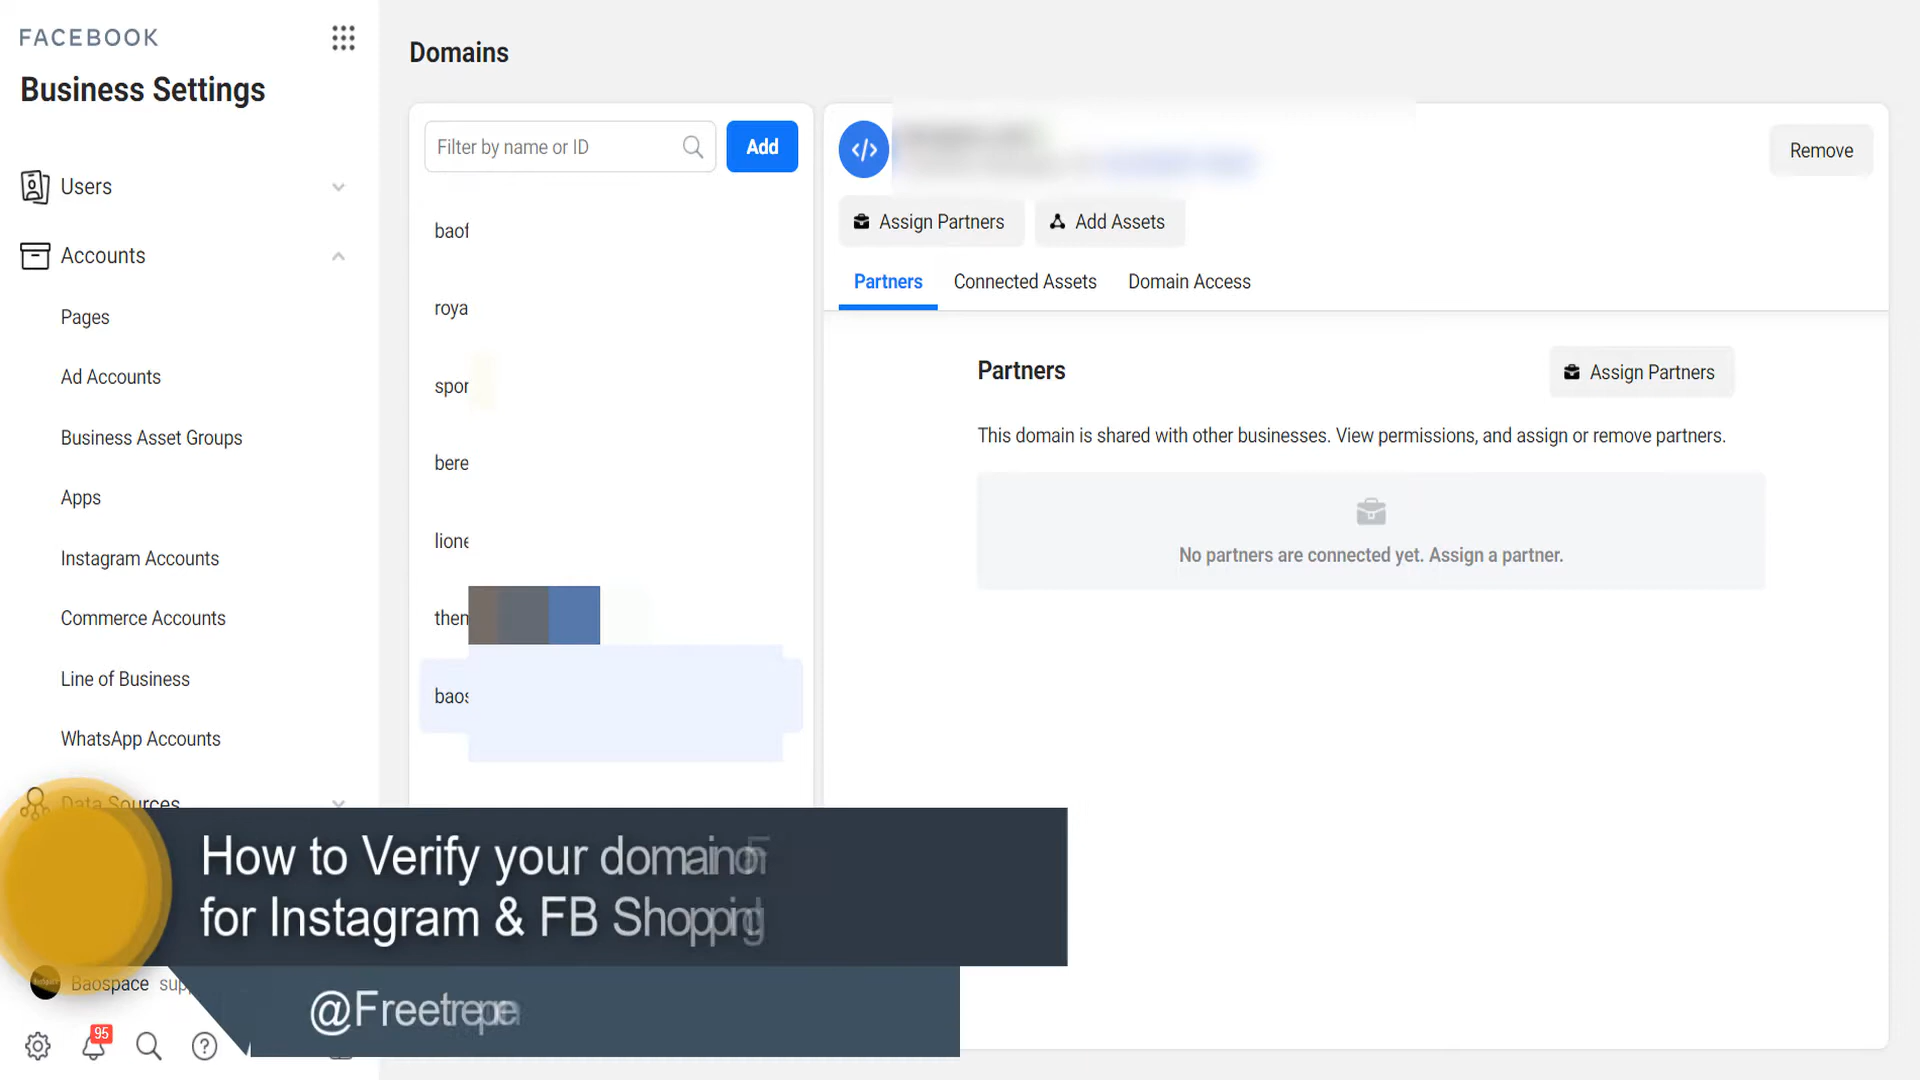 FACEBOOK
Business Settings
Users
Accounts
Pages
Ad Accounts
Business Asset Groups
Apps
Instagram Accounts
Commerce Accounts
Line of Business
WhatsApp Accounts
Data Sources
Baospace
95
Domains
Filter by name or ID
Add
baof
roya
spor
bere
lione
them
baos
Remove
Assign Partners
Add Assets
Partners
Connected Assets
Domain Access
Partners
Assign Partners
This domain is shared with other businesses. View permissions, and assign or remove partners.
No partners are connected yet. Assign a partner.
How to Verify your domain
for Instagram & FB Shopping